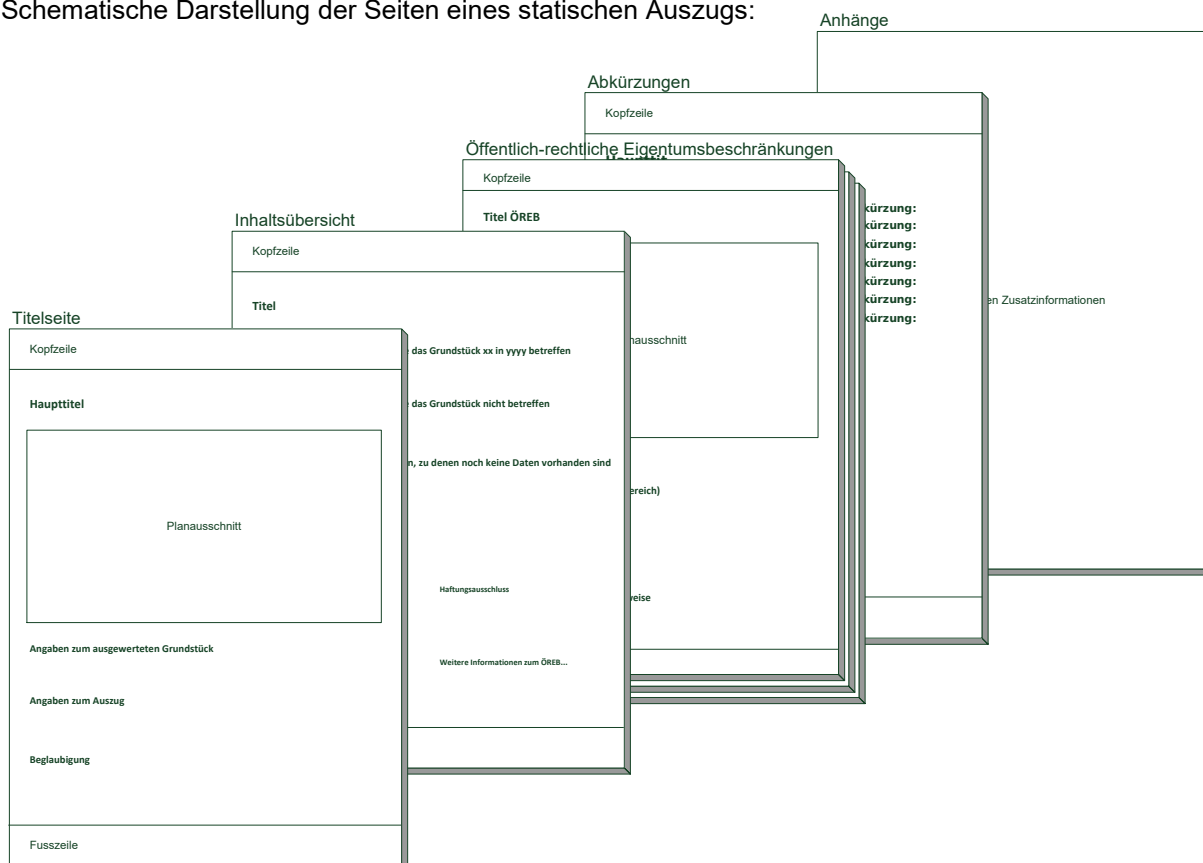 Schematische Darstellung der Seiten eines statischen Auszugs:
Anhänge
en Zusatzinformationen
Abkürzungen
Kopfzeile
kürzung:
kürzung:
kürzung:
kürzung:
kürzung:
kürzung:
kürzung:
Öffentlich-rechtliche Eigentumsbeschränkungen
Kopfzeile
Titel ÖREB
nausschnitt
ereich)
weise
Inhaltsübersicht
Kopfzeile
Titel
das Grundstück xx in yyyy betreffen
das Grundstück nicht betreffen
n, zu denen noch keine Daten vorhanden sind
Haftungsausschluss
Weitere Informationen zum ÖREB...
Titelseite
Kopfzeile
Haupttitel
Planausschnitt
Angaben zum ausgewerteten Grundstück
Angaben zum Auszug
Beglaubigung
Fusszeile